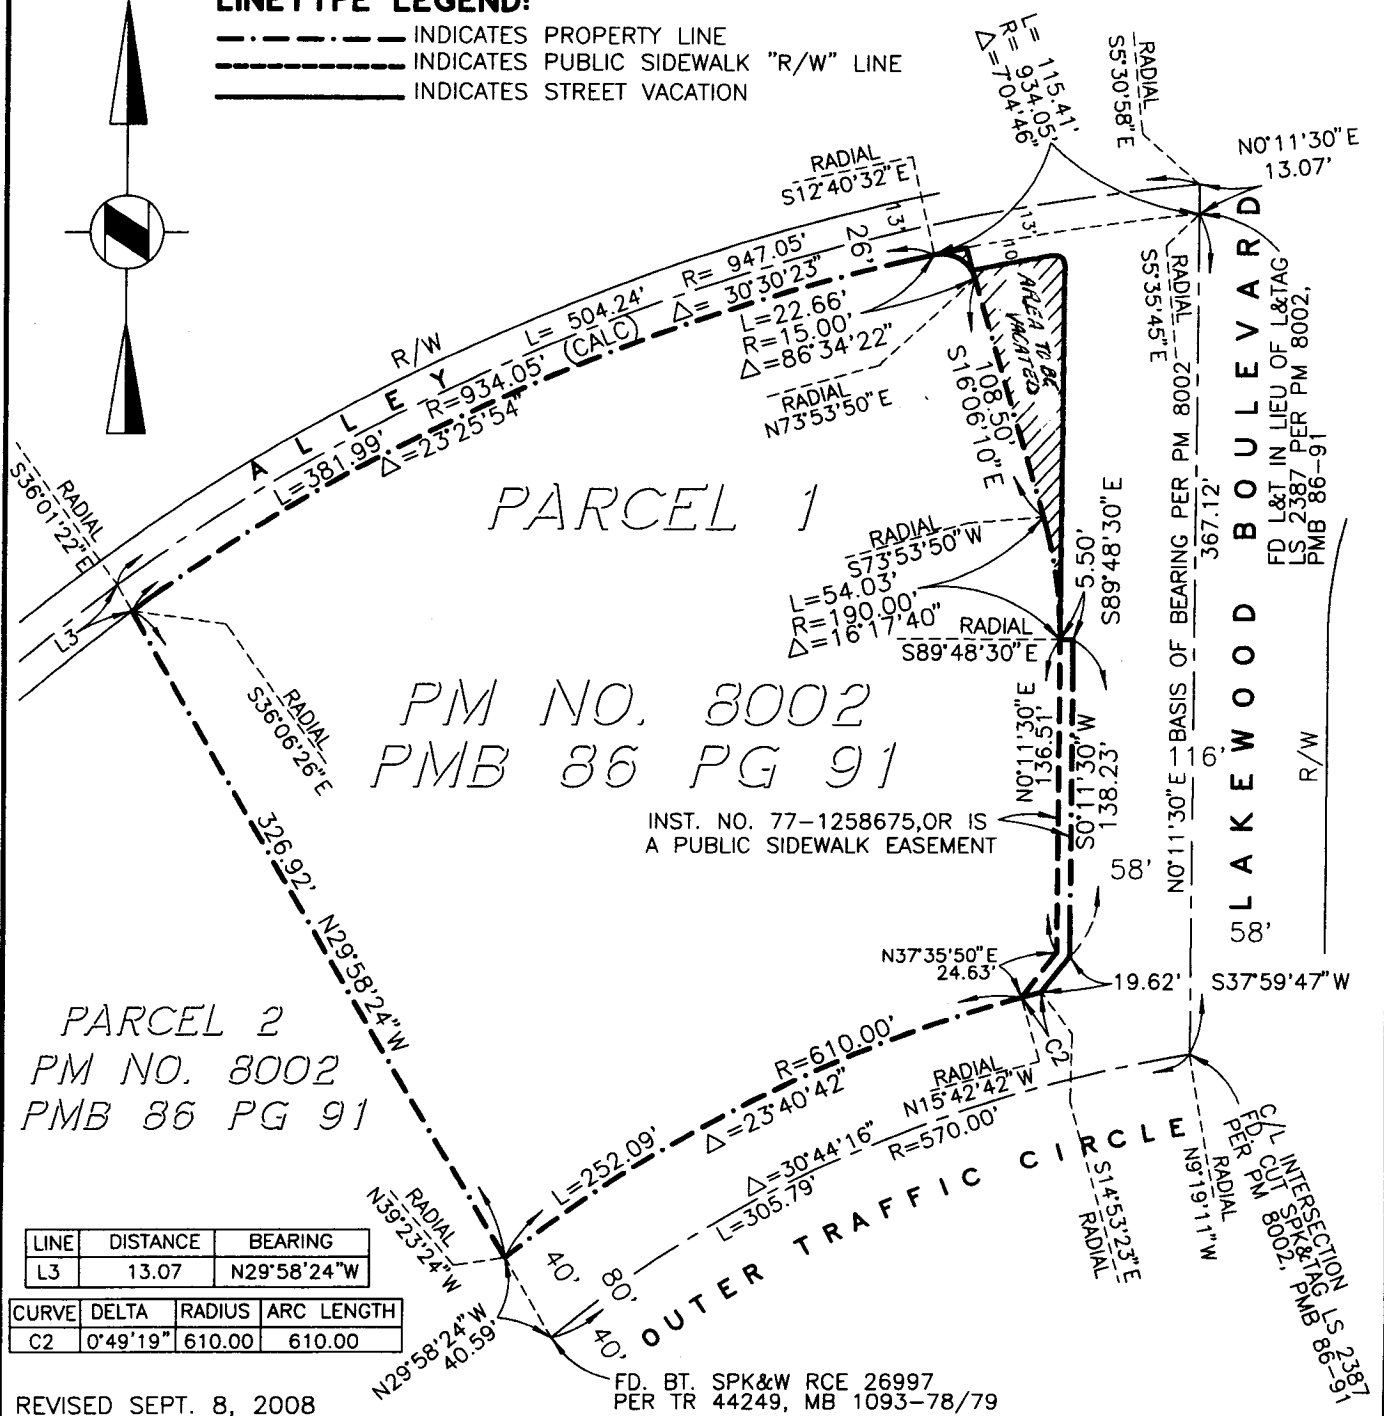 LINETYPE LEGEND:
INDICATES PROPERTY LINE
INDICATES PUBLIC SIDEWALK "R/W" LINE
INDICATES STREET VACATION
L= 115.41'
R= 934.05'
Δ=7°04'46"
RADIAL
S5°30'58"E
N0°11'30"E
13.07'
RADIAL
S12°40'32"E
13'
26'
13'
10'
R= 947.05'
L= 504.24'
Δ= 30°30'23"
(CALC)
R/W
ALLEY
R=934.05'
L=381.99'
Δ=23°25'54"
L=22.66'
R=15.00'
Δ=86°34'22"
RADIAL
N73°53'50"E
AREA TO BE
VACATED
108.50'
S16°06'10"E
RADIAL
S5°35'45"E
FD L&T IN LIEU OF L&TAG
LS 2387 PER PM 8002,
PMB 86-91
LAKEWOOD BOULEVARD
367.12'
N0°11'30"E BASIS OF BEARING PER PM 8002
RADIAL
S36°01'22"E
L3
RADIAL
S36°06'26"E
PARCEL 1
RADIAL
S73°53'50"W
L=54.03'
R=190.00'
Δ=16°17'40"
RADIAL
S89°48'30"E
5.50'
S89°48'30"E
PM NO. 8002
PMB 86 PG 91
N0°11'30"E
136.51'
S0°11'30"W
138.23'
116'
R/W
INST. NO. 77-1258675,OR IS
A PUBLIC SIDEWALK EASEMENT
58'
58'
326.92'
N29°58'24"W
N37°35'50"E
24.63'
19.62'
S37°59'47"W
PARCEL 2
PM NO. 8002
PMB 86 PG 91
R=610.00'
Δ=23°40'42"
L=252.09'
C2
RADIAL
N15°42'42"W
R=570.00'
Δ=30°44'16"
L=305.79'
OUTER TRAFFIC CIRCLE
S14°53'23"E
RADIAL
RADIAL
N9°19'11"W
C/L INTERSECTION
FD. CUT SPK&TAG LS 2387
PER PM 8002, PMB 86-91
RADIAL
N39°23'24"W
40'
80'
40'
N29°58'24"W
40.59'
LINE DISTANCE BEARING
L3 13.07 N29°58'24"W
CURVE DELTA RADIUS ARC LENGTH
C2 0°49'19" 610.00 610.00
FD. BT. SPK&W RCE 26997
PER TR 44249, MB 1093-78/79
REVISED SEPT. 8, 2008